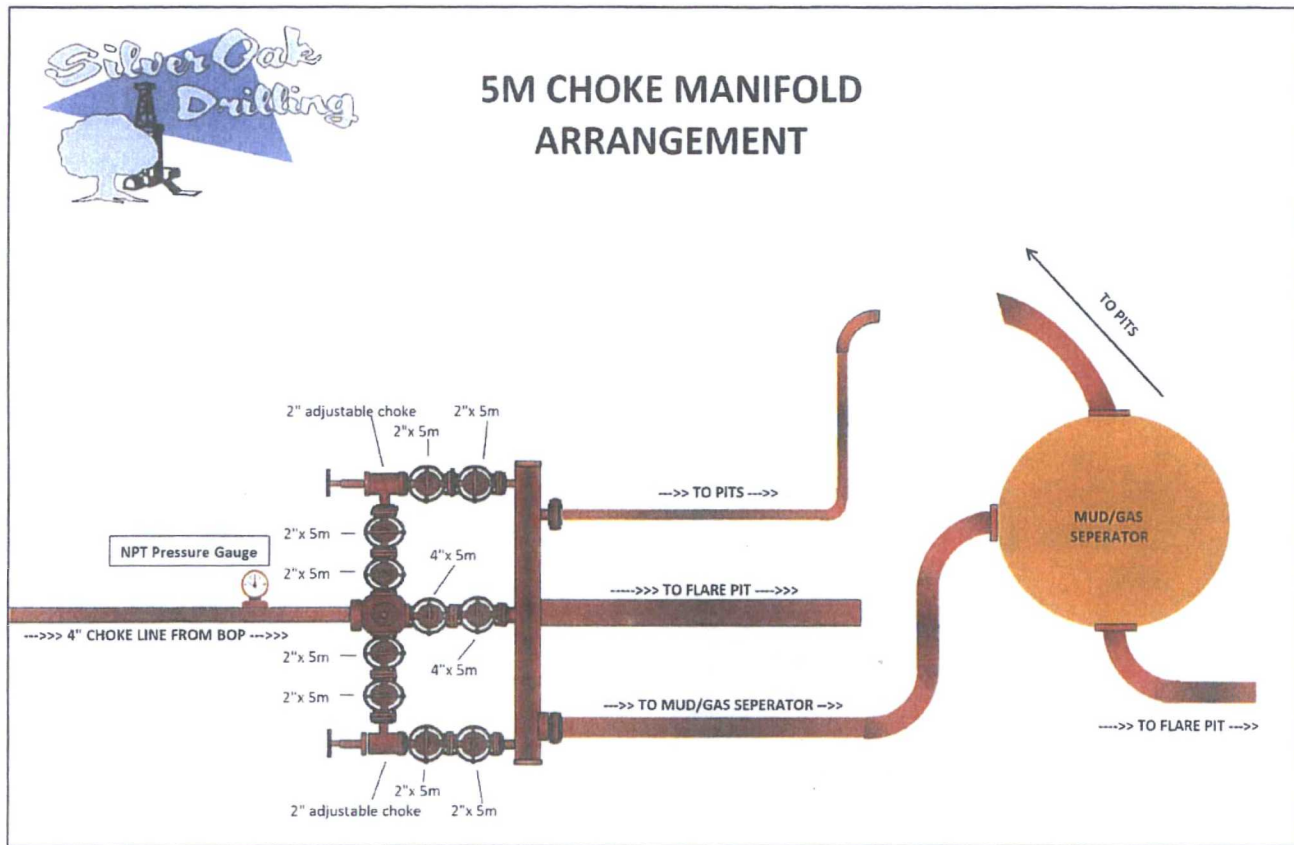 Silver Oak
Drilling
5M CHOKE MANIFOLD
ARRANGEMENT
TO PITS
2" adjustable choke
2"x 5m
2"x 5m
--->> TO PITS --->>
MUD/GAS
SEPERATOR
2"x 5m
NPT Pressure Gauge
4"x 5m
2"x 5m
----->>> TO FLARE PIT ---->>>
--->>> 4" CHOKE LINE FROM BOP --->>>
2"x 5m
4"x 5m
2"x 5m
--->> TO MUD/GAS SEPERATOR -->>
---->> TO FLARE PIT --->>
2"x 5m
2"x 5m
2" adjustable choke